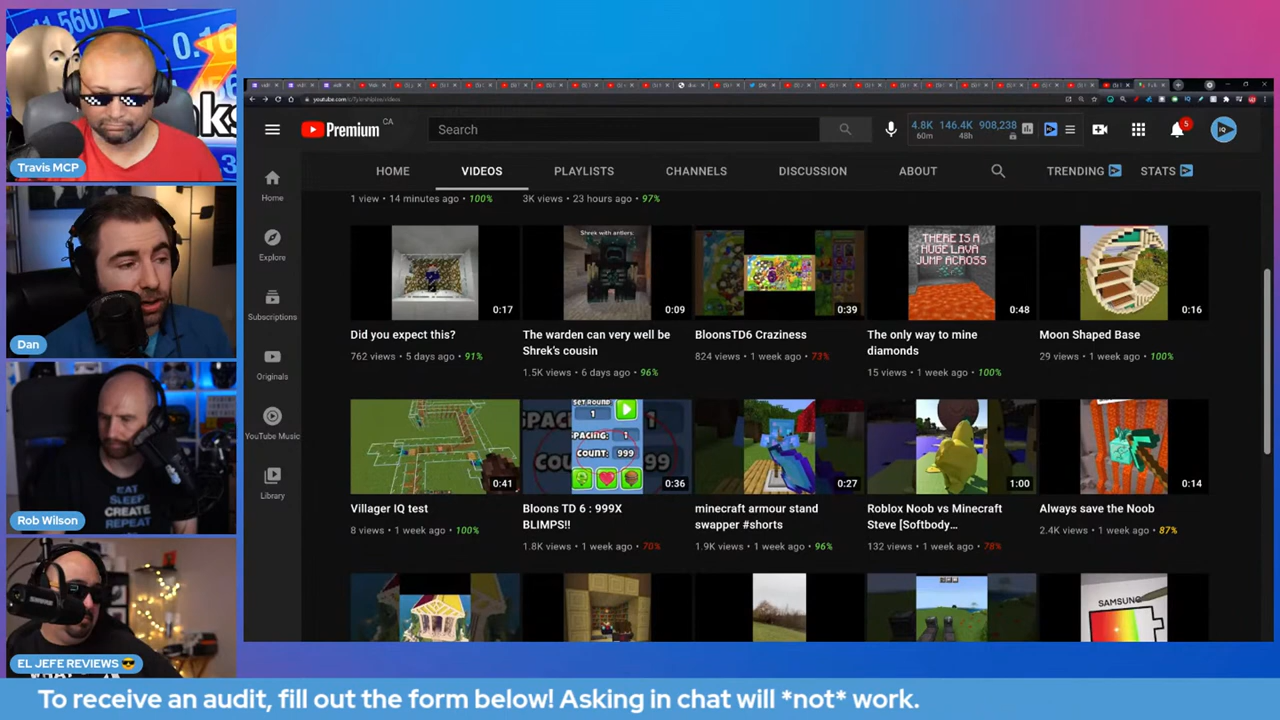 Travis MCP
Dan
Rob Wilson
EAT
SLEEP
CREATE
REPEAT
SHURE
EL JEFE REVIEWS 😎
Premium CA
Search
4.8K 146.4K 908,238
60m 48h
5
IQ
HOME
VIDEOS
PLAYLISTS
CHANNELS
DISCUSSION
ABOUT
TRENDING
STATS
Home
Explore
Subscriptions
Originals
YouTube Music
Library
1 view • 14 minutes ago • 100%
3K views • 23 hours ago • 97%
0:17
Shrek with antlers.
0:09
0:39
THERE IS A
HUGE LAVA
JUMP ACROSS
0:48
0:16
Did you expect this?
762 views • 5 days ago • 91%
The warden can very well be
Shrek's cousin
1.5K views • 6 days ago • 96%
BloonsTD6 Craziness
824 views • 1 week ago • 73%
The only way to mine
diamonds
15 views • 1 week ago • 100%
Moon Shaped Base
29 views • 1 week ago • 100%
0:41
SET ROUND
1
SPACING: 1
COUNT: 999
0:36
0:27
1:00
0:14
Villager IQ test
8 views • 1 week ago • 100%
Bloons TD 6 : 999X
BLIMPS!!
1.8K views • 1 week ago • 70%
minecraft armour stand
swapper #shorts
1.9K views • 1 week ago • 96%
Roblox Noob vs Minecraft
Steve [Softbody...
132 views • 1 week ago • 78%
Always save the Noob
2.4K views • 1 week ago • 87%
SAMSUNG
To receive an audit, fill out the form below! Asking in chat will *not* work.